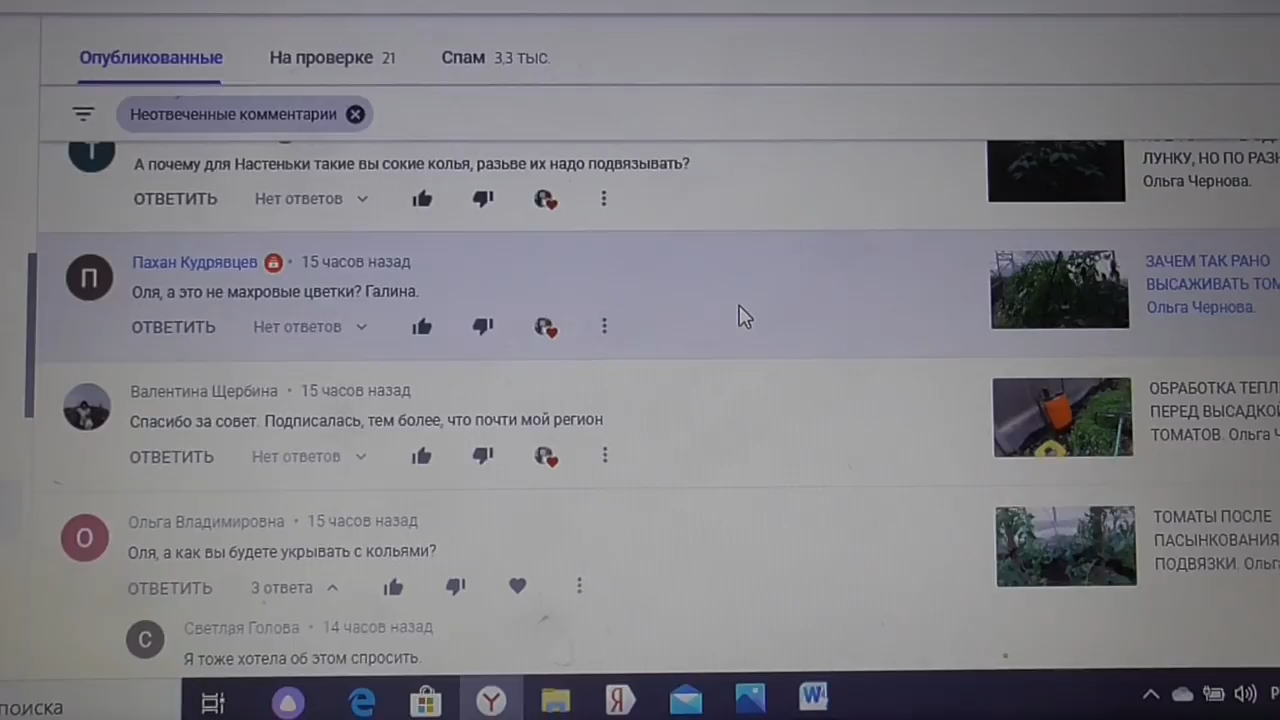 Опубликованные
На проверке 21
Спам 3,3 тыс.
Неотвеченные комментарии
А почему для Настеньки такие вы сокие колья, разьве их надо подвязывать?
ОТВЕТИТЬ Нет ответов
ЛУНКУ, НО ПО РАЗН
Ольга Чернова.
П
Пахан Кудрявцев • 15 часов назад
Оля, а это не махровые цветки? Галина.
ОТВЕТИТЬ Нет ответов
ЗАЧЕМ ТАК РАНО
ВЫСАЖИВАТЬ ТОМ
Ольга Чернова.
Валентина Щербина • 15 часов назад
Спасибо за совет. Подписалась, тем более, что почти мой регион
ОТВЕТИТЬ Нет ответов
ОБРАБОТКА ТЕПЛ
ПЕРЕД ВЫСАДКОЙ
ТОМАТОВ. Ольга Ч
О
Ольга Владимировна • 15 часов назад
Оля, а как вы будете укрывать с кольями?
ОТВЕТИТЬ 3 ответа
ТОМАТЫ ПОСЛЕ
ПАСЫНКОВАНИЯ
ПОДВЯЗКИ. Ольга
С
Светлая Голова • 14 часов назад
Я тоже хотела об этом спросить.
поиска